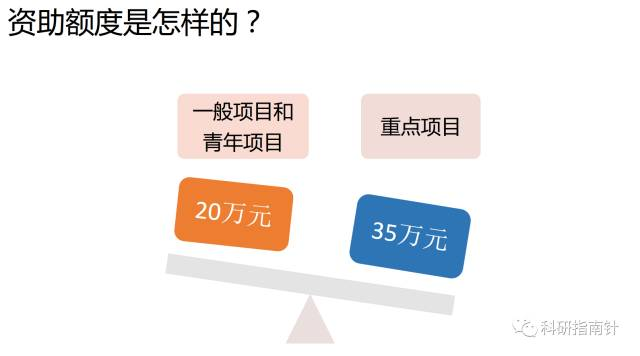 资助额度是怎样的？
一般项目和
青年项目
重点项目
20万元
35万元
科研指南针